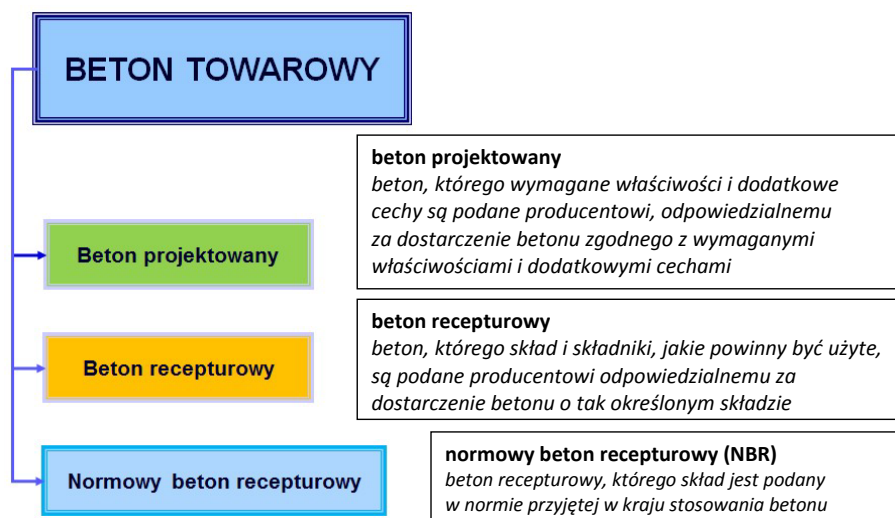 BETON TOWAROWY
beton projektowany
beton, którego wymagane właściwości i dodatkowe
cechy są podane producentowi, odpowiedzialnemu
za dostarczenie betonu zgodnego z wymaganymi
właściwościami i dodatkowymi cechami
Beton projektowany
beton recepturowy
beton, którego skład i składniki, jakie powinny być użyte,
są podane producentowi odpowiedzialnemu za
dostarczenie betonu o tak określonym składzie
Beton recepturowy
normowy beton recepturowy (NBR)
beton recepturowy, którego skład jest podany
w normie przyjętej w kraju stosowania betonu
Normowy beton recepturowy